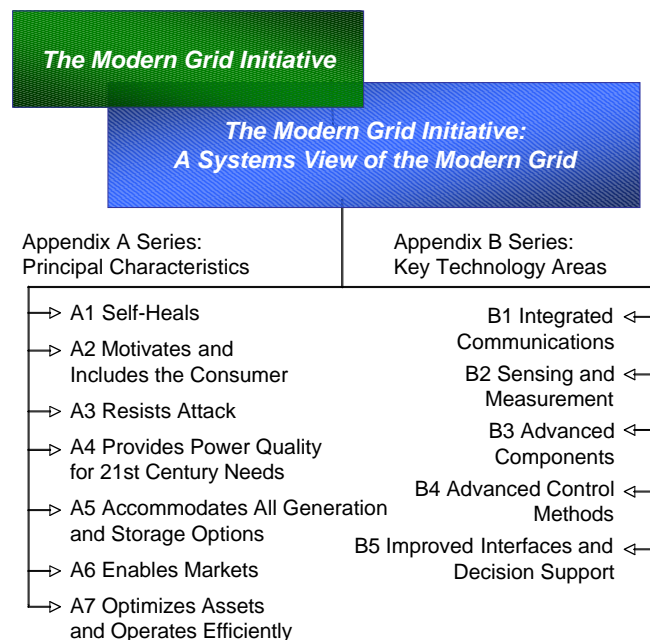 The Modern Grid Initiative
The Modern Grid Initiative:
A Systems View of the Modern Grid
Appendix A Series:
Principal Characteristics
A1 Self-Heals
A2 Motivates and
Includes the Consumer
A3 Resists Attack
A4 Provides Power Quality
for 21st Century Needs
A5 Accommodates All Generation
and Storage Options
A6 Enables Markets
A7 Optimizes Assets
and Operates Efficiently
Appendix B Series:
Key Technology Areas
B1 Integrated
Communications
B2 Sensing and
Measurement
B3 Advanced
Components
B4 Advanced Control
Methods
B5 Improved Interfaces and
Decision Support